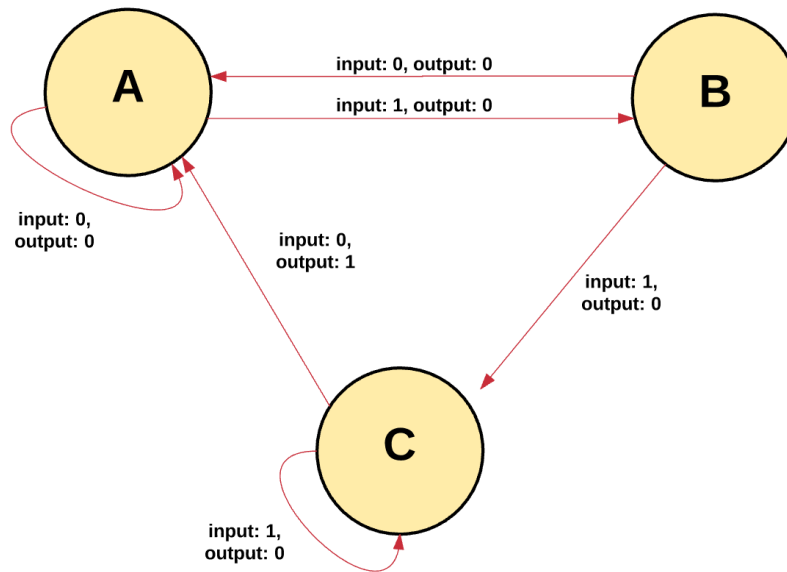 A
B
input: 0, output: 0
input: 1, output: 0
input: 0,
output: 0
input: 0,
output: 1
input: 1,
output: 0
C
input: 1,
output: 0